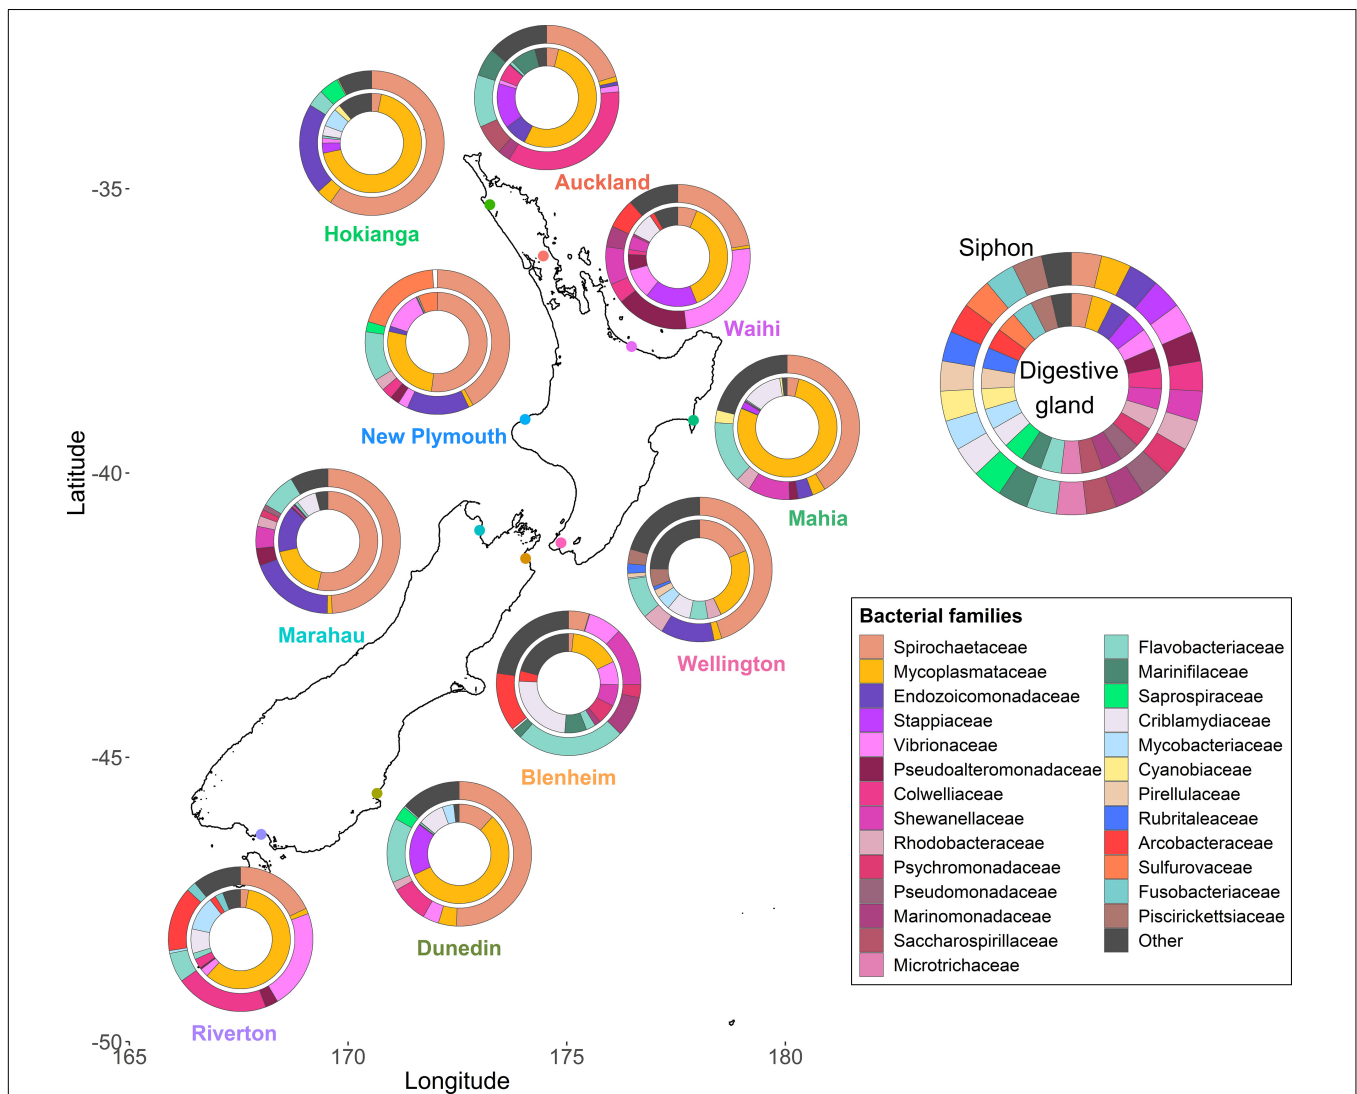 Auckland
-35
Hokianga
Siphon
Waihi
Digestive
gland
New Plymouth
Latitude
-40
Mahia
Marahau
Wellington
Bacterial families
Spirochaetaceae
Mycoplasmataceae
Endozoicomonadaceae
Stappiaceae
Vibrionaceae
Pseudoalteromonadaceae
Colwelliaceae
Shewanellaceae
Rhodobacteraceae
Psychromonadaceae
Pseudomonadaceae
Marinomonadaceae
Saccharospirillaceae
Microtrichaceae
Flavobacteriaceae
Marinifilaceae
Saprospiraceae
Criblamydiaceae
Mycobacteriaceae
Cyanobiaceae
Pirellulaceae
Rubritaleaceae
Arcobacteraceae
Sulfurovaceae
Fusobacteriaceae
Piscirickettsiaceae
Other
-45
Blenheim
Dunedin
Riverton
-50
165
170
175
180
Longitude